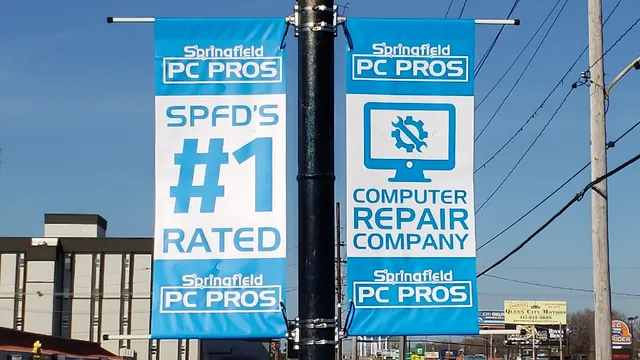 Springfield
PC PROS
SPFD'S
#1
RATED
Springfield
PC PROS
Springfield
PC PROS
COMPUTER
REPAIR
COMPANY
Springfield
PC PROS
QUEEN CITY MOTORS
RIDER